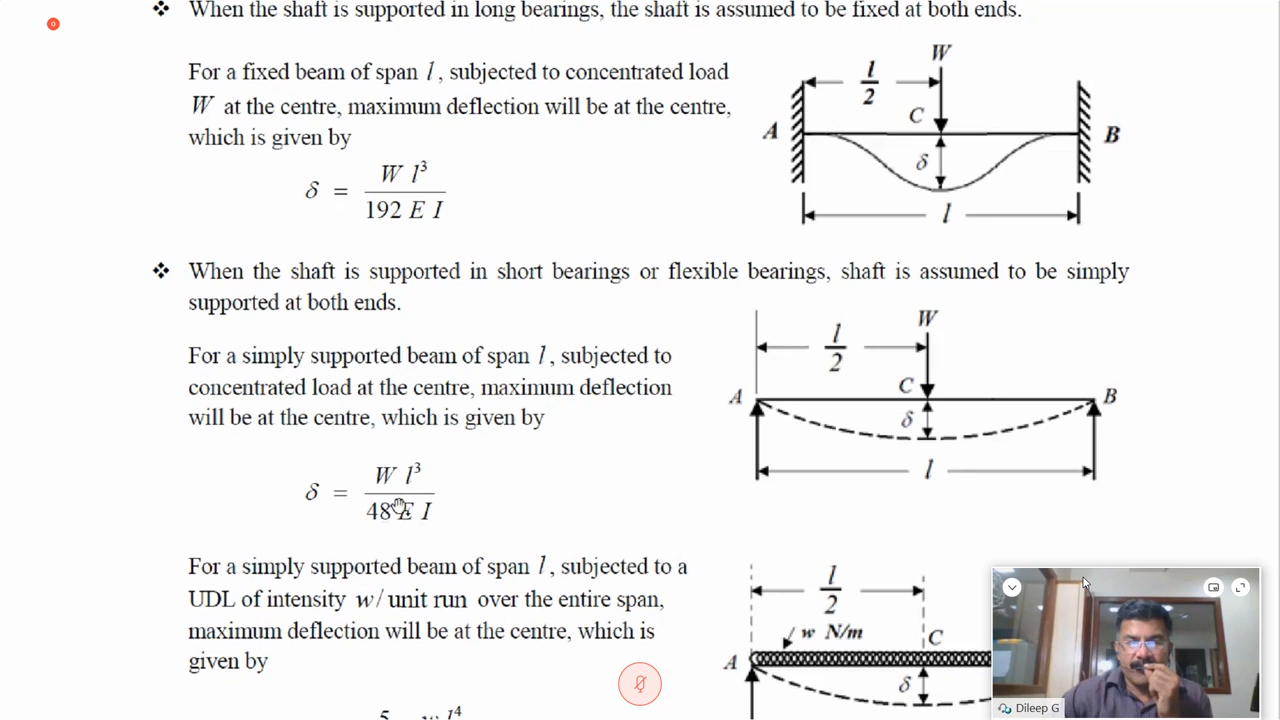 ❖ When the shaft is supported in long bearings, the shaft is assumed to be fixed at both ends.
For a fixed beam of span l, subjected to concentrated load
W at the centre, maximum deflection will be at the centre,
which is given by
δ = W l³ / 192 E I
W
l/2
C
A
B
δ
l
❖ When the shaft is supported in short bearings or flexible bearings, shaft is assumed to be simply
supported at both ends.
For a simply supported beam of span l, subjected to
concentrated load at the centre, maximum deflection
will be at the centre, which is given by
δ = W l³ / 48 E I
W
l/2
C
A
B
δ
l
For a simply supported beam of span l, subjected to a
UDL of intensity w/unit run over the entire span,
maximum deflection will be at the centre, which is
given by
5 l⁴
l/2
w N/m
C
A
δ
Dileep G